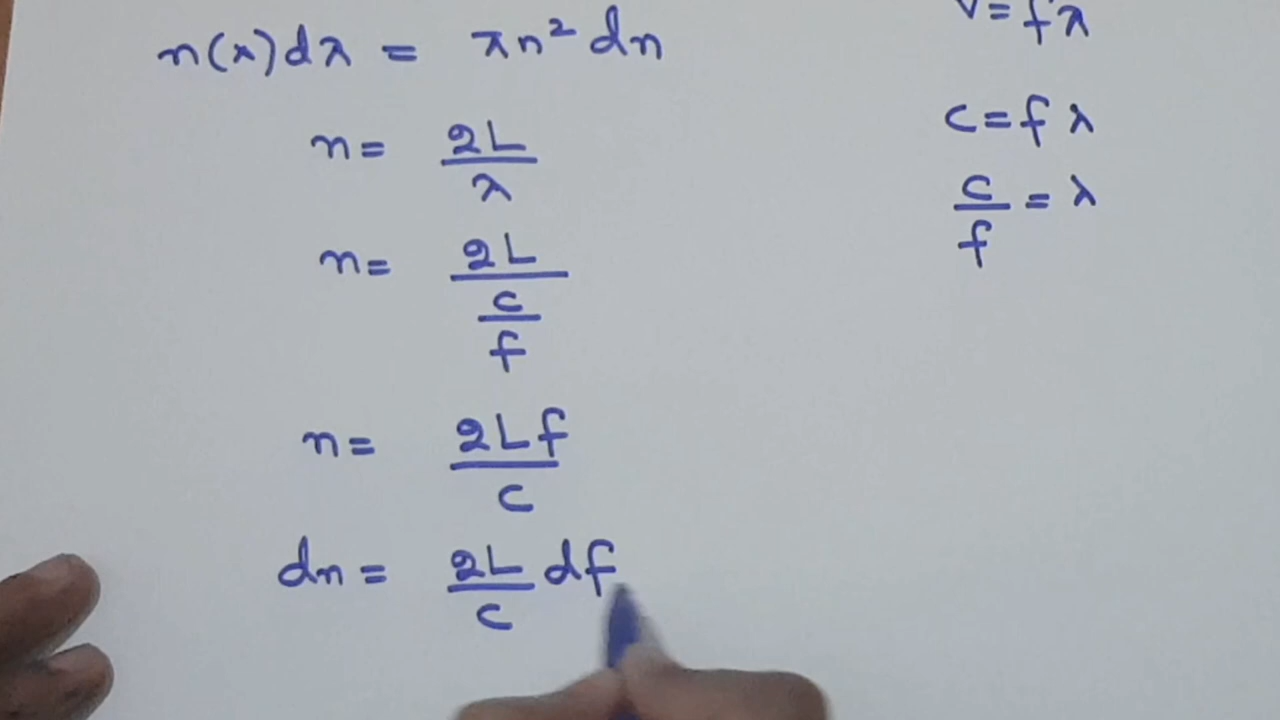 n(λ)dλ = πn² dn
n = 2L/λ
n = 2L/(c/f)
n = 2Lf/c
dn = 2L/c df
v = fλ
c = fλ
c/f = λ